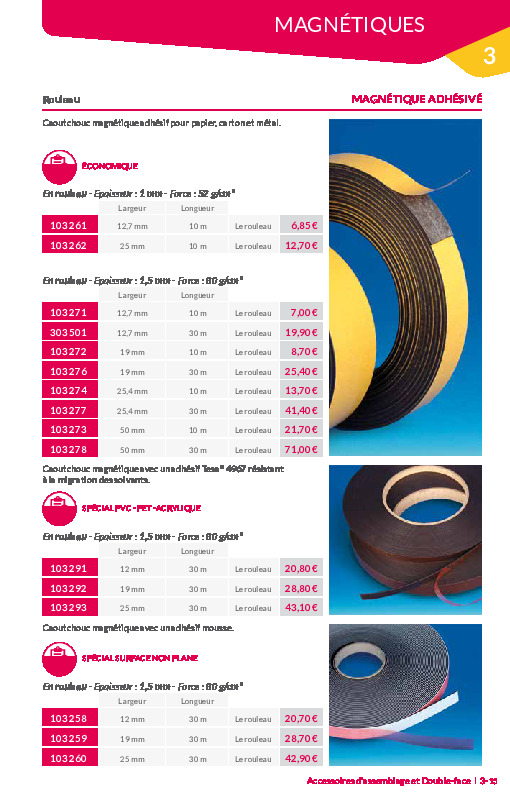 MAGNÉTIQUES
3
Rouleau
MAGNÉTIQUE ADHÉSIVÉ
Caoutchouc magnétique adhésif pour papier, carton et métal.
ÉCONOMIQUE
En rouleau - Epaisseur : 1 mm - Force : 52 g/cm²
Largeur Longueur
103261 12,7 mm 10 m Le rouleau 6,85 €
103262 25 mm 10 m Le rouleau 12,70 €
En rouleau - Epaisseur : 1,5 mm - Force : 80 g/cm²
Largeur Longueur
103271 12,7 mm 10 m Le rouleau 7,00 €
303501 12,7 mm 30 m Le rouleau 19,90 €
103272 19 mm 10 m Le rouleau 8,70 €
103276 19 mm 30 m Le rouleau 25,40 €
103274 25,4 mm 10 m Le rouleau 13,70 €
103277 25,4 mm 30 m Le rouleau 41,40 €
103273 50 mm 10 m Le rouleau 21,70 €
103278 50 mm 30 m Le rouleau 71,00 €
Caoutchouc magnétique avec un adhésif Tesa® 4967 résistant
à la migration des solvants.
SPÉCIAL PVC - PET - ACRYLIQUE
En rouleau - Epaisseur : 1,5 mm - Force : 80 g/cm²
Largeur Longueur
103291 12 mm 30 m Le rouleau 20,80 €
103292 19 mm 30 m Le rouleau 28,80 €
103293 25 mm 30 m Le rouleau 43,10 €
Caoutchouc magnétique avec un adhésif mousse.
SPÉCIAL SURFACE NON PLANE
En rouleau - Epaisseur : 1,5 mm - Force : 80 g/cm²
Largeur Longueur
103258 12 mm 30 m Le rouleau 20,70 €
103259 19 mm 30 m Le rouleau 28,70 €
103260 25 mm 30 m Le rouleau 42,90 €
Accessoires d'assemblage et Double-face | 3-15